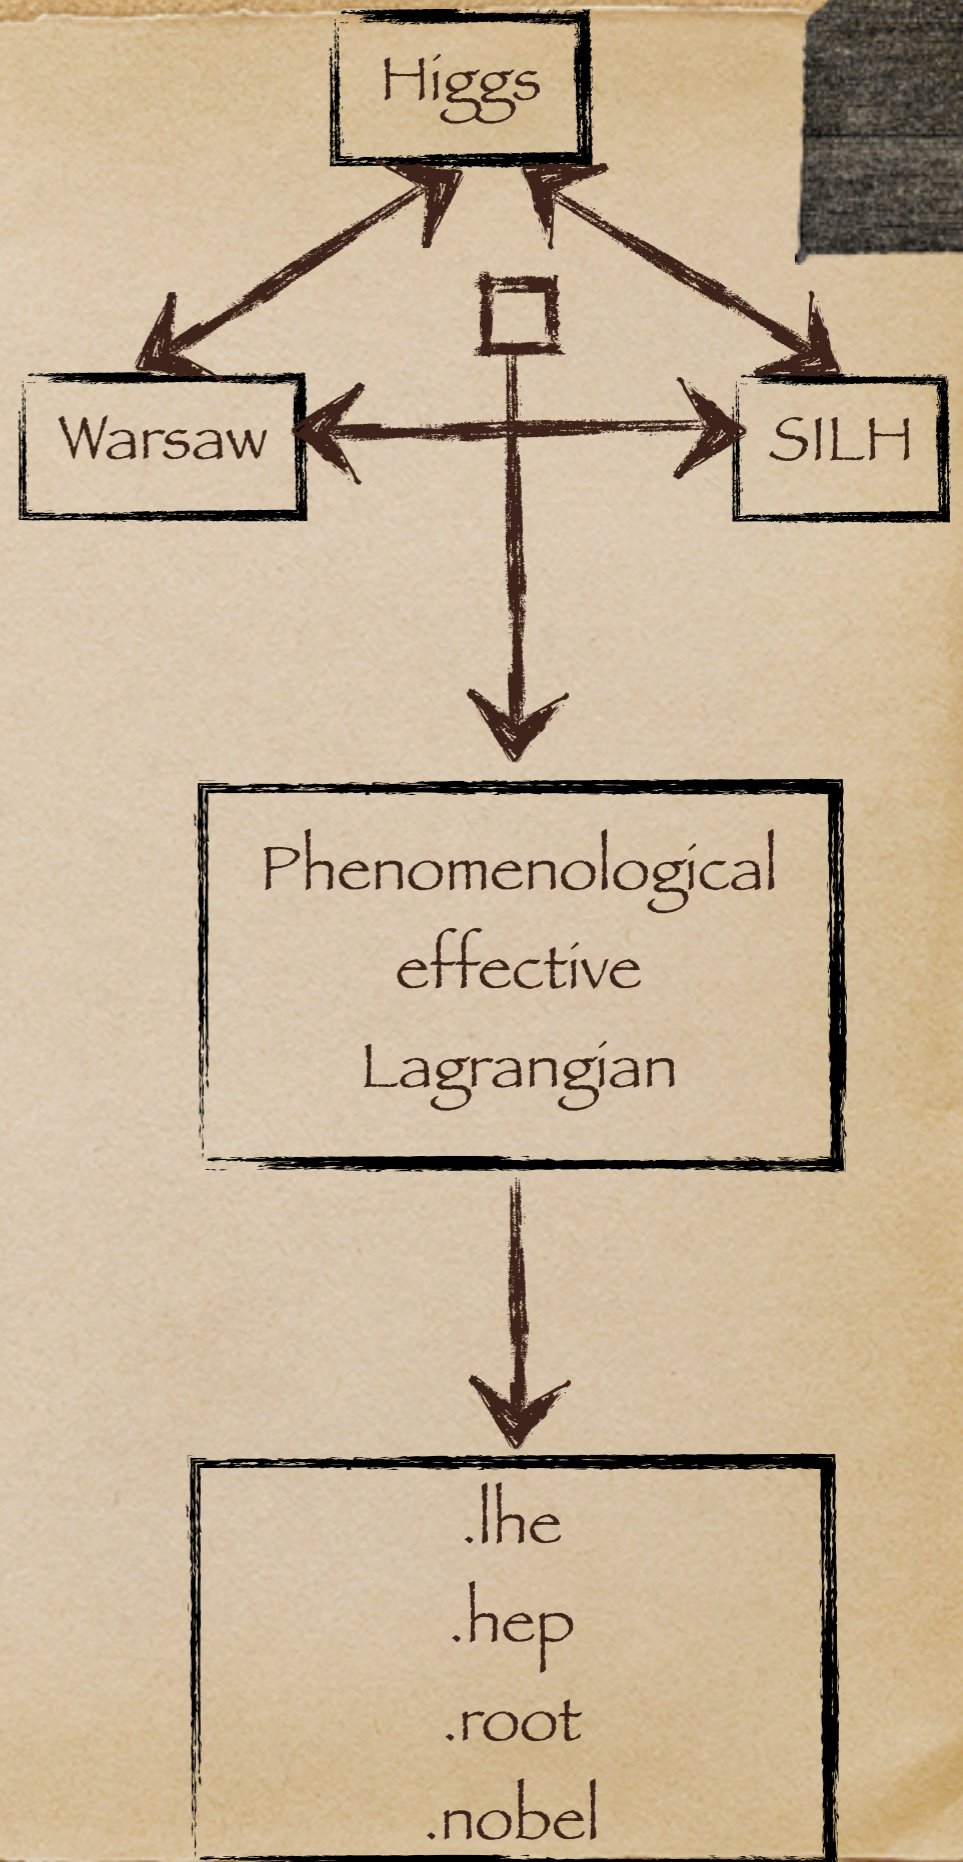 Higgs
Warsaw
SILH
Phenomenological
effective
Lagrangian
.lhe
.hep
.root
.nobel